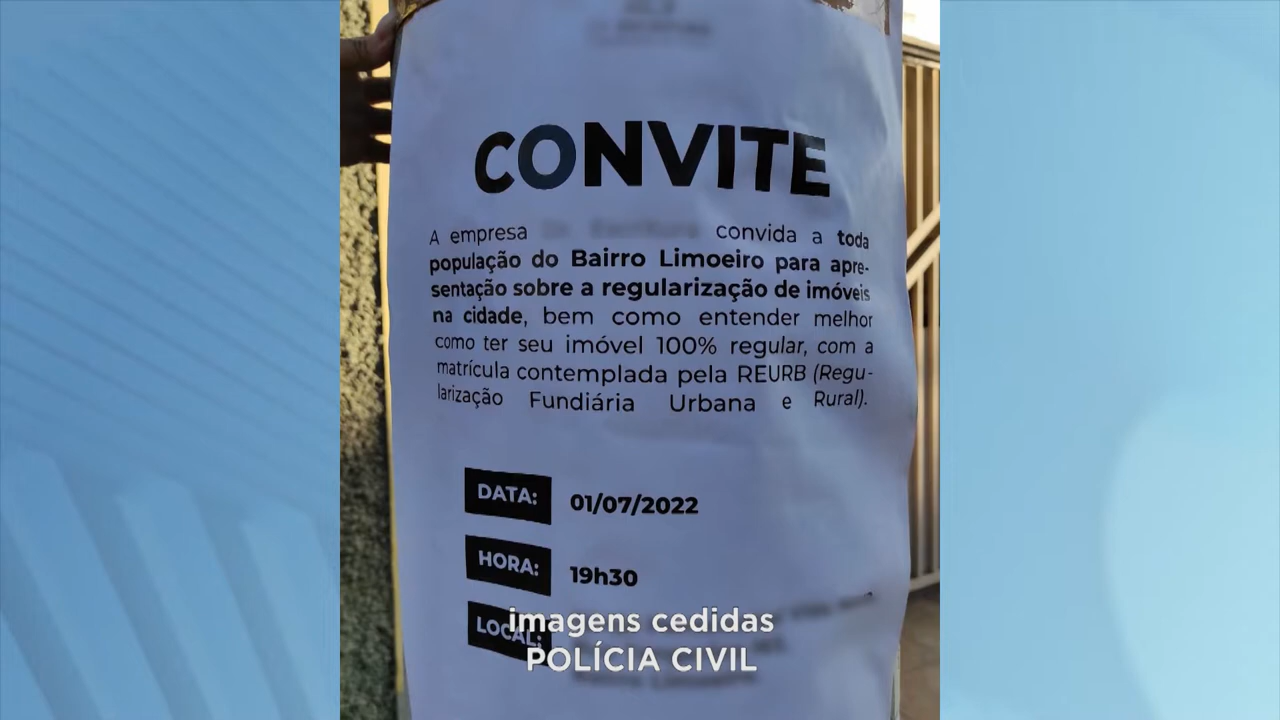 CONVITE
A empresa convida a toda
população do Bairro Limoeiro para apre-
sentação sobre a regularização de imóveis
na cidade, bem como entender melhor
como ter seu imóvel 100% regular, com a
matrícula contemplada pela REURB (Regu-
larização Fundiária Urbana e Rural).
DATA: 01/07/2022
HORA: 19h30
LOCAL:
imagens cedidas
POLÍCIA CIVIL